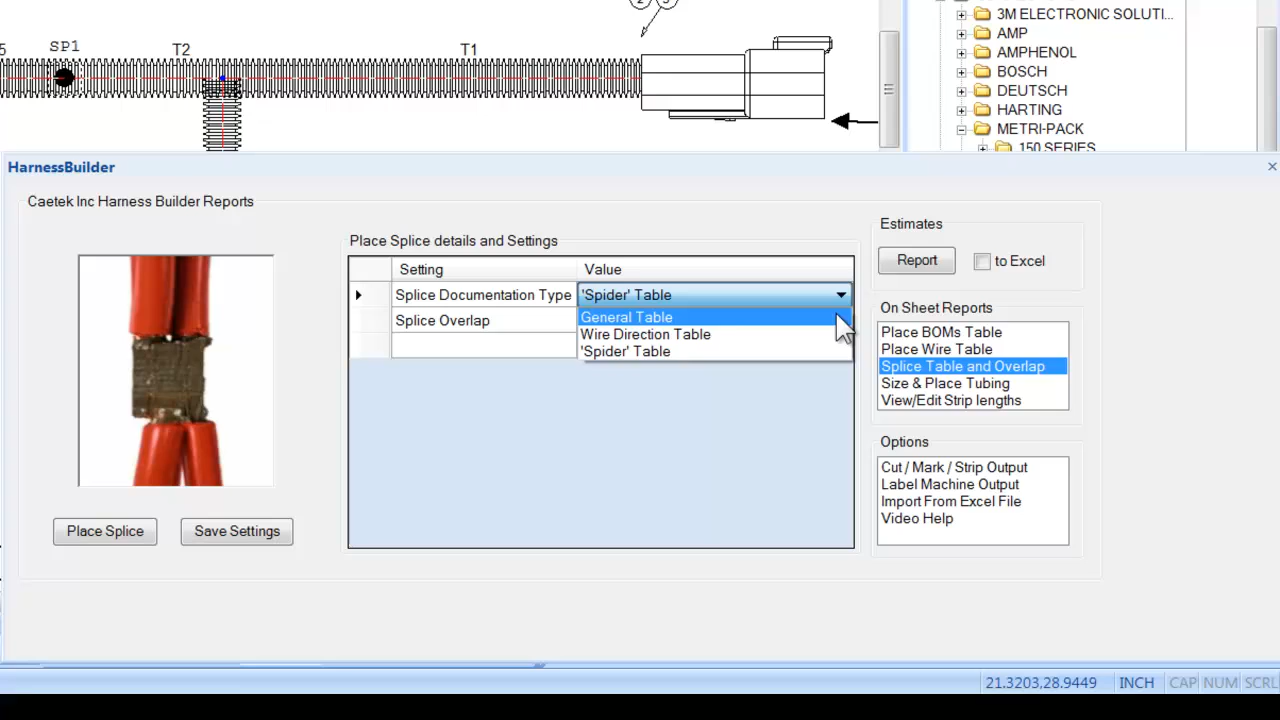 SP1
5
T2
T1
3M ELECTRONIC SOLUTI...
AMP
AMPHENOL
BOSCH
DEUTSCH
HARTING
METRI-PACK
150 SERIES
HarnessBuilder
Caetek Inc Harness Builder Reports
Place Splice details and Settings
Setting
Value
Splice Documentation Type
'Spider' Table
Splice Overlap
General Table
Wire Direction Table
'Spider' Table
Place Splice
Save Settings
Estimates
Report
to Excel
On Sheet Reports
Place BOMs Table
Place Wire Table
Splice Table and Overlap
Size & Place Tubing
View/Edit Strip lengths
Options
Cut / Mark / Strip Output
Label Machine Output
Import From Excel File
Video Help
21.3203,28.9449
INCH
CAP
NUM
SCRL